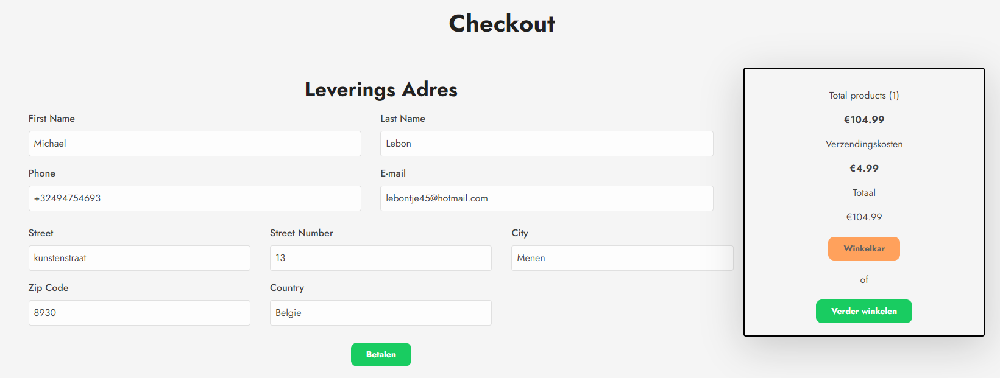 Checkout
Leverings Adres
First Name
Last Name
Michael
Lebon
Phone
E-mail
+32494754693
lebontje45@hotmail.com
Street
Street Number
City
kunstenstraat
13
Menen
Zip Code
Country
8930
Belgie
Betalen
Total products (1)
€104.99
Verzendingskosten
€4.99
Totaal
€104.99
Winkelkar
of
Verder winkelen